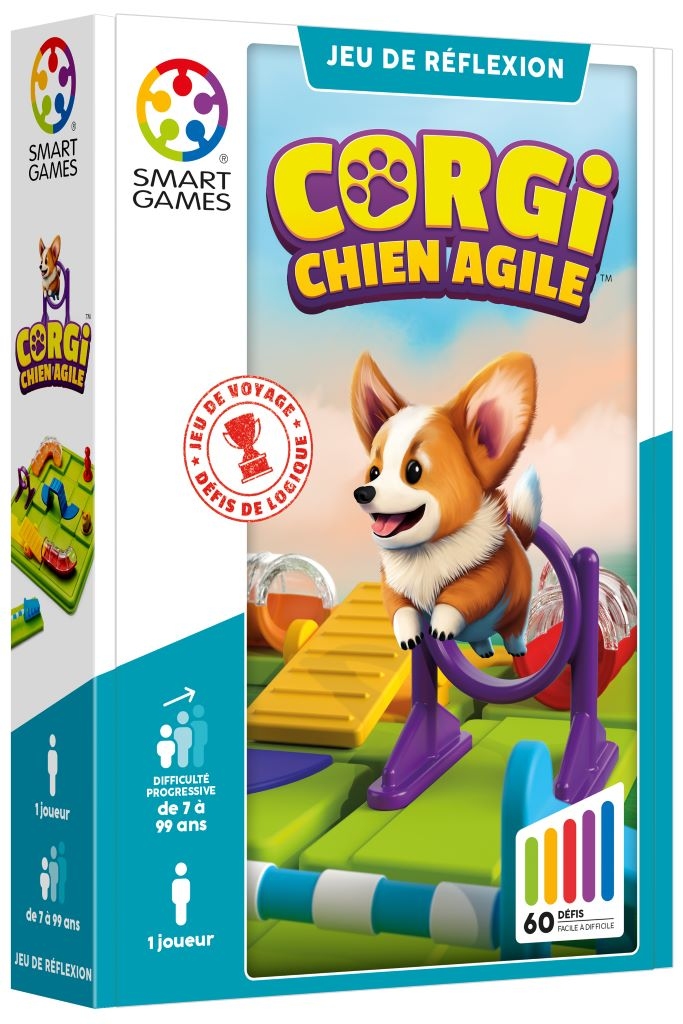 SMART
GAMES
®
CORGI
CHIEN AGILE
™
1 joueur
de 7 à 99 ans
JEU DE RÉFLEXION
SMART
GAMES
®
JEU DE RÉFLEXION
CORGI
CHIEN AGILE
™
JEU DE VOYAGE
DÉFIS DE LOGIQUE
DIFFICULTÉ
PROGRESSIVE
de 7 à
99 ans
1 joueur
60 DÉFIS
FACILE À DIFFICILE